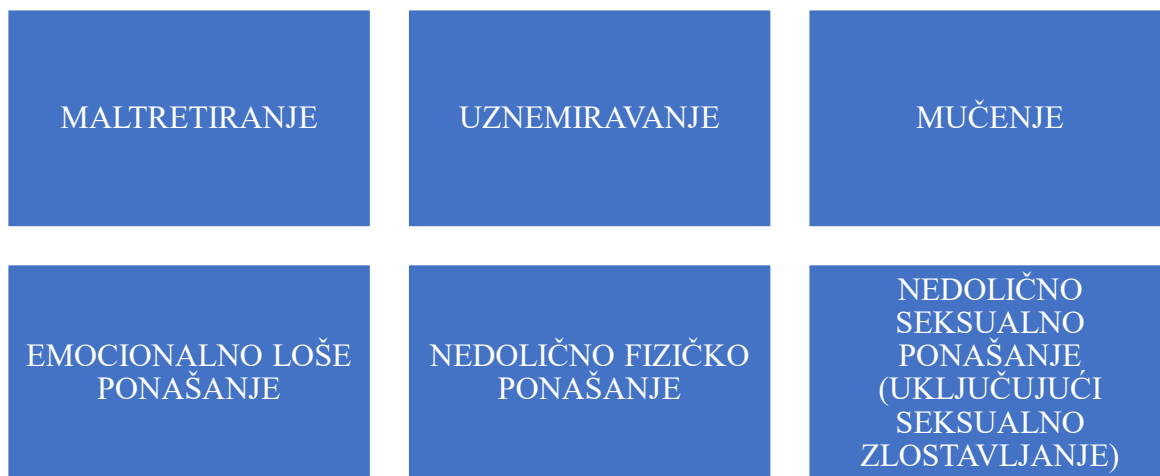 MALTRETIRANJE
UZNEMIRAVANJE
MUČENJE
EMOCIONALNO LOŠE
PONAŠANJE
NEDOLIČNO FIZIČKO
PONAŠANJE
NEDOLIČNO
SEKSUALNO
PONAŠANJE
(UKLJUČUJUĆI
SEKSUALNO
ZLOSTAVLJANJE)